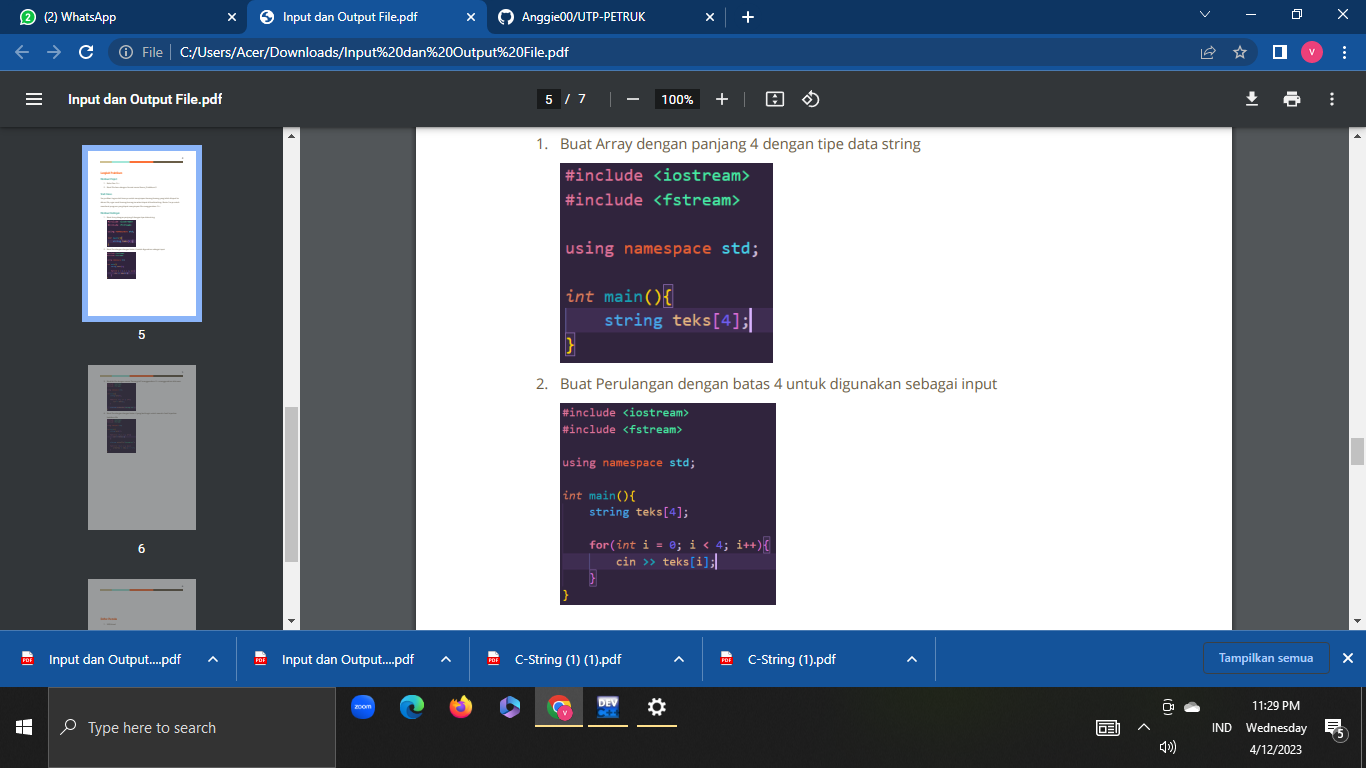 (2) WhatsApp
Input dan Output File.pdf
Anggie00/UTP-PETRUK
File
C:/Users/Acer/Downloads/Input%20dan%20Output%20File.pdf
V
Input dan Output File.pdf
5 / 7
100%
5
6
1. Buat Array dengan panjang 4 dengan tipe data string
#include <iostream>
#include <fstream>
using namespace std;
int main(){
string teks[4];
}
2. Buat Perulangan dengan batas 4 untuk digunakan sebagai input
#include <iostream>
#include <fstream>
using namespace std;
int main(){
string teks[4];
for(int i = 0; i < 4; i++){
cin >> teks[i];
}
}
PDF Input dan Output....pdf
PDF Input dan Output....pdf
PDF C-String (1) (1).pdf
PDF C-String (1).pdf
Tampilkan semua
Type here to search
zoom
V
DEV C++
IND
11:29 PM
Wednesday
4/12/2023
5